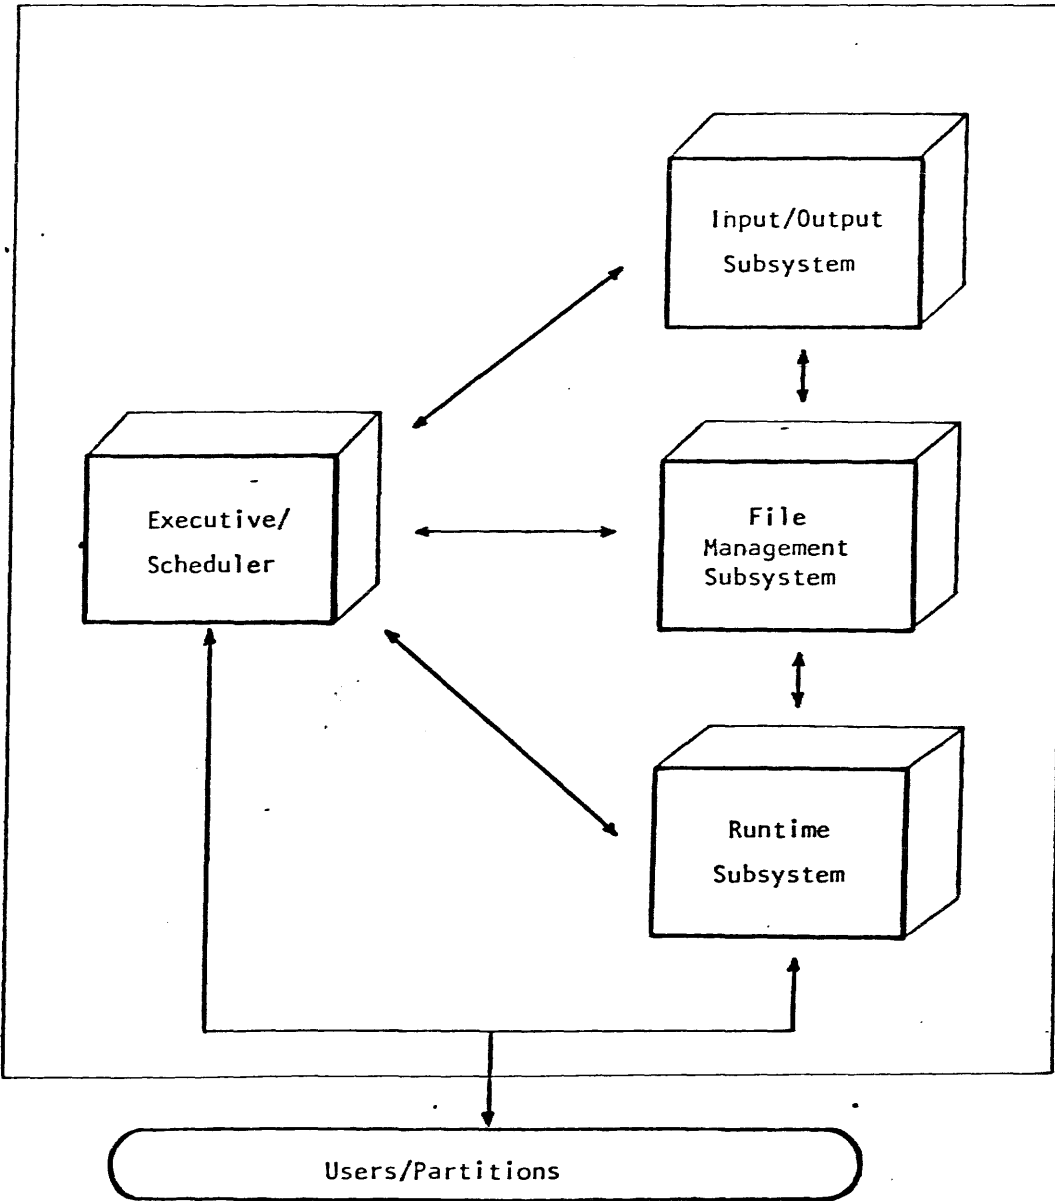 Input/Output
Subsystem
Executive/
Scheduler
File
Management
Subsystem
Runtime
Subsystem
Users/Partitions